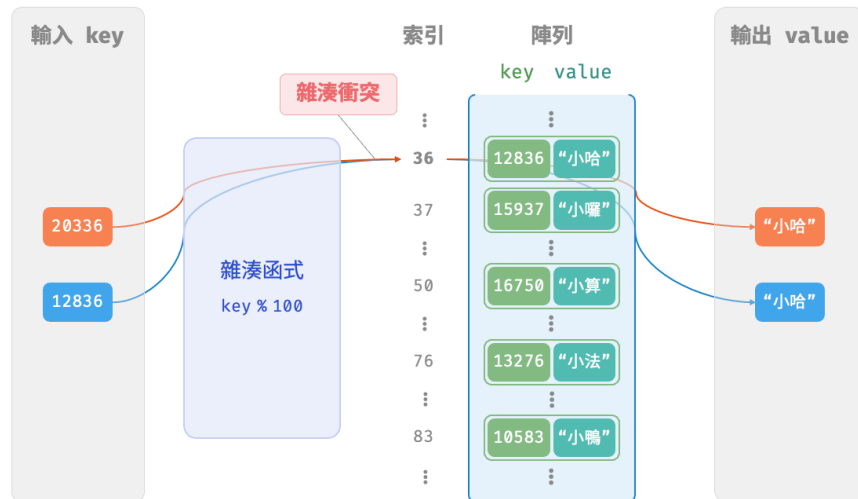 輸入 key
索引
陣列
輸出 value
key value
雜湊衝突
36
12836 “小哈”
37
15937 “小囉”
20336
“小哈”
雜湊函式
key % 100
50
16750 “小算”
12836
“小哈”
76
13276 “小法”
83
10583 “小鴨”